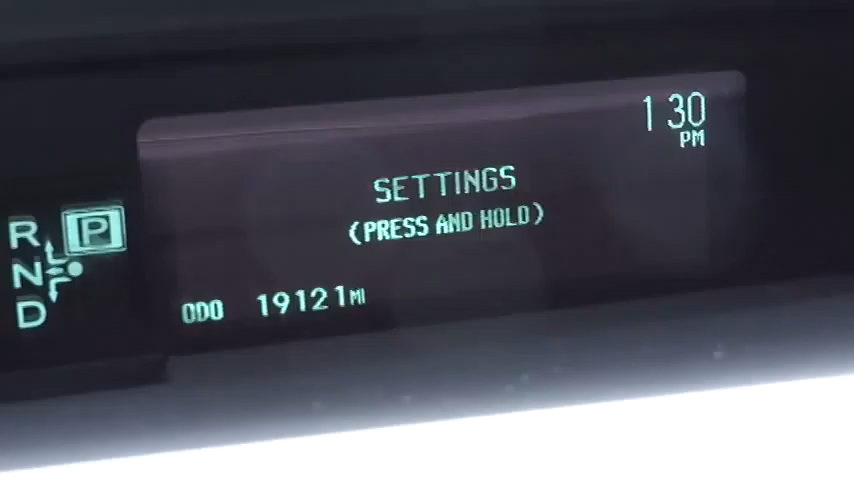 1 30
PM
SETTINGS
(PRESS AND HOLD)
R P
N
D
ODO 19121MI